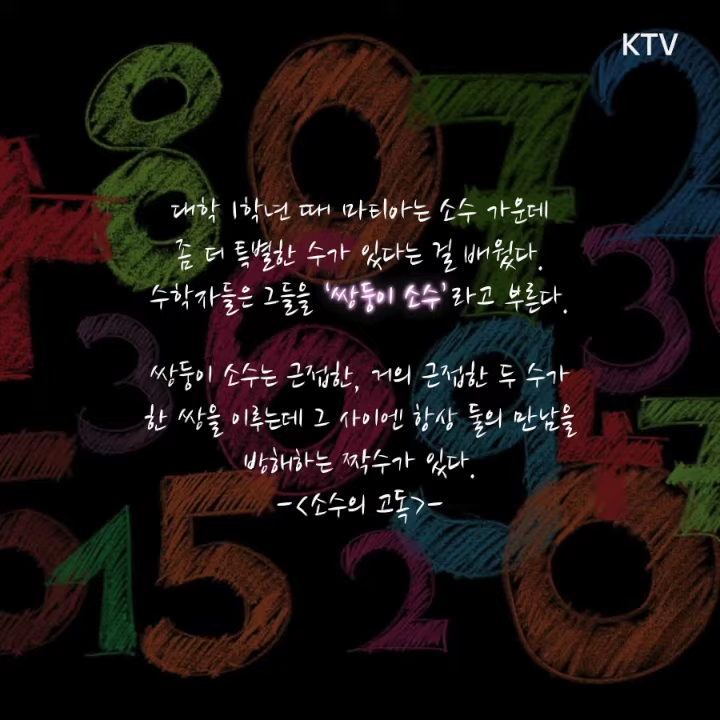 KTV
대학 1학년 때 마티아는 소수 가운데
좀 더 특별한 수가 있다는 걸 배웠다.
수학자들은 그들을 '쌍둥이 소수'라고 부른다.
쌍둥이 소수는 근접한, 거의 근접한 두 수가
한 쌍을 이루는데 그 사이엔 항상 둘의 만남을
방해하는 짝수가 있다.
-<소수의 고독>-